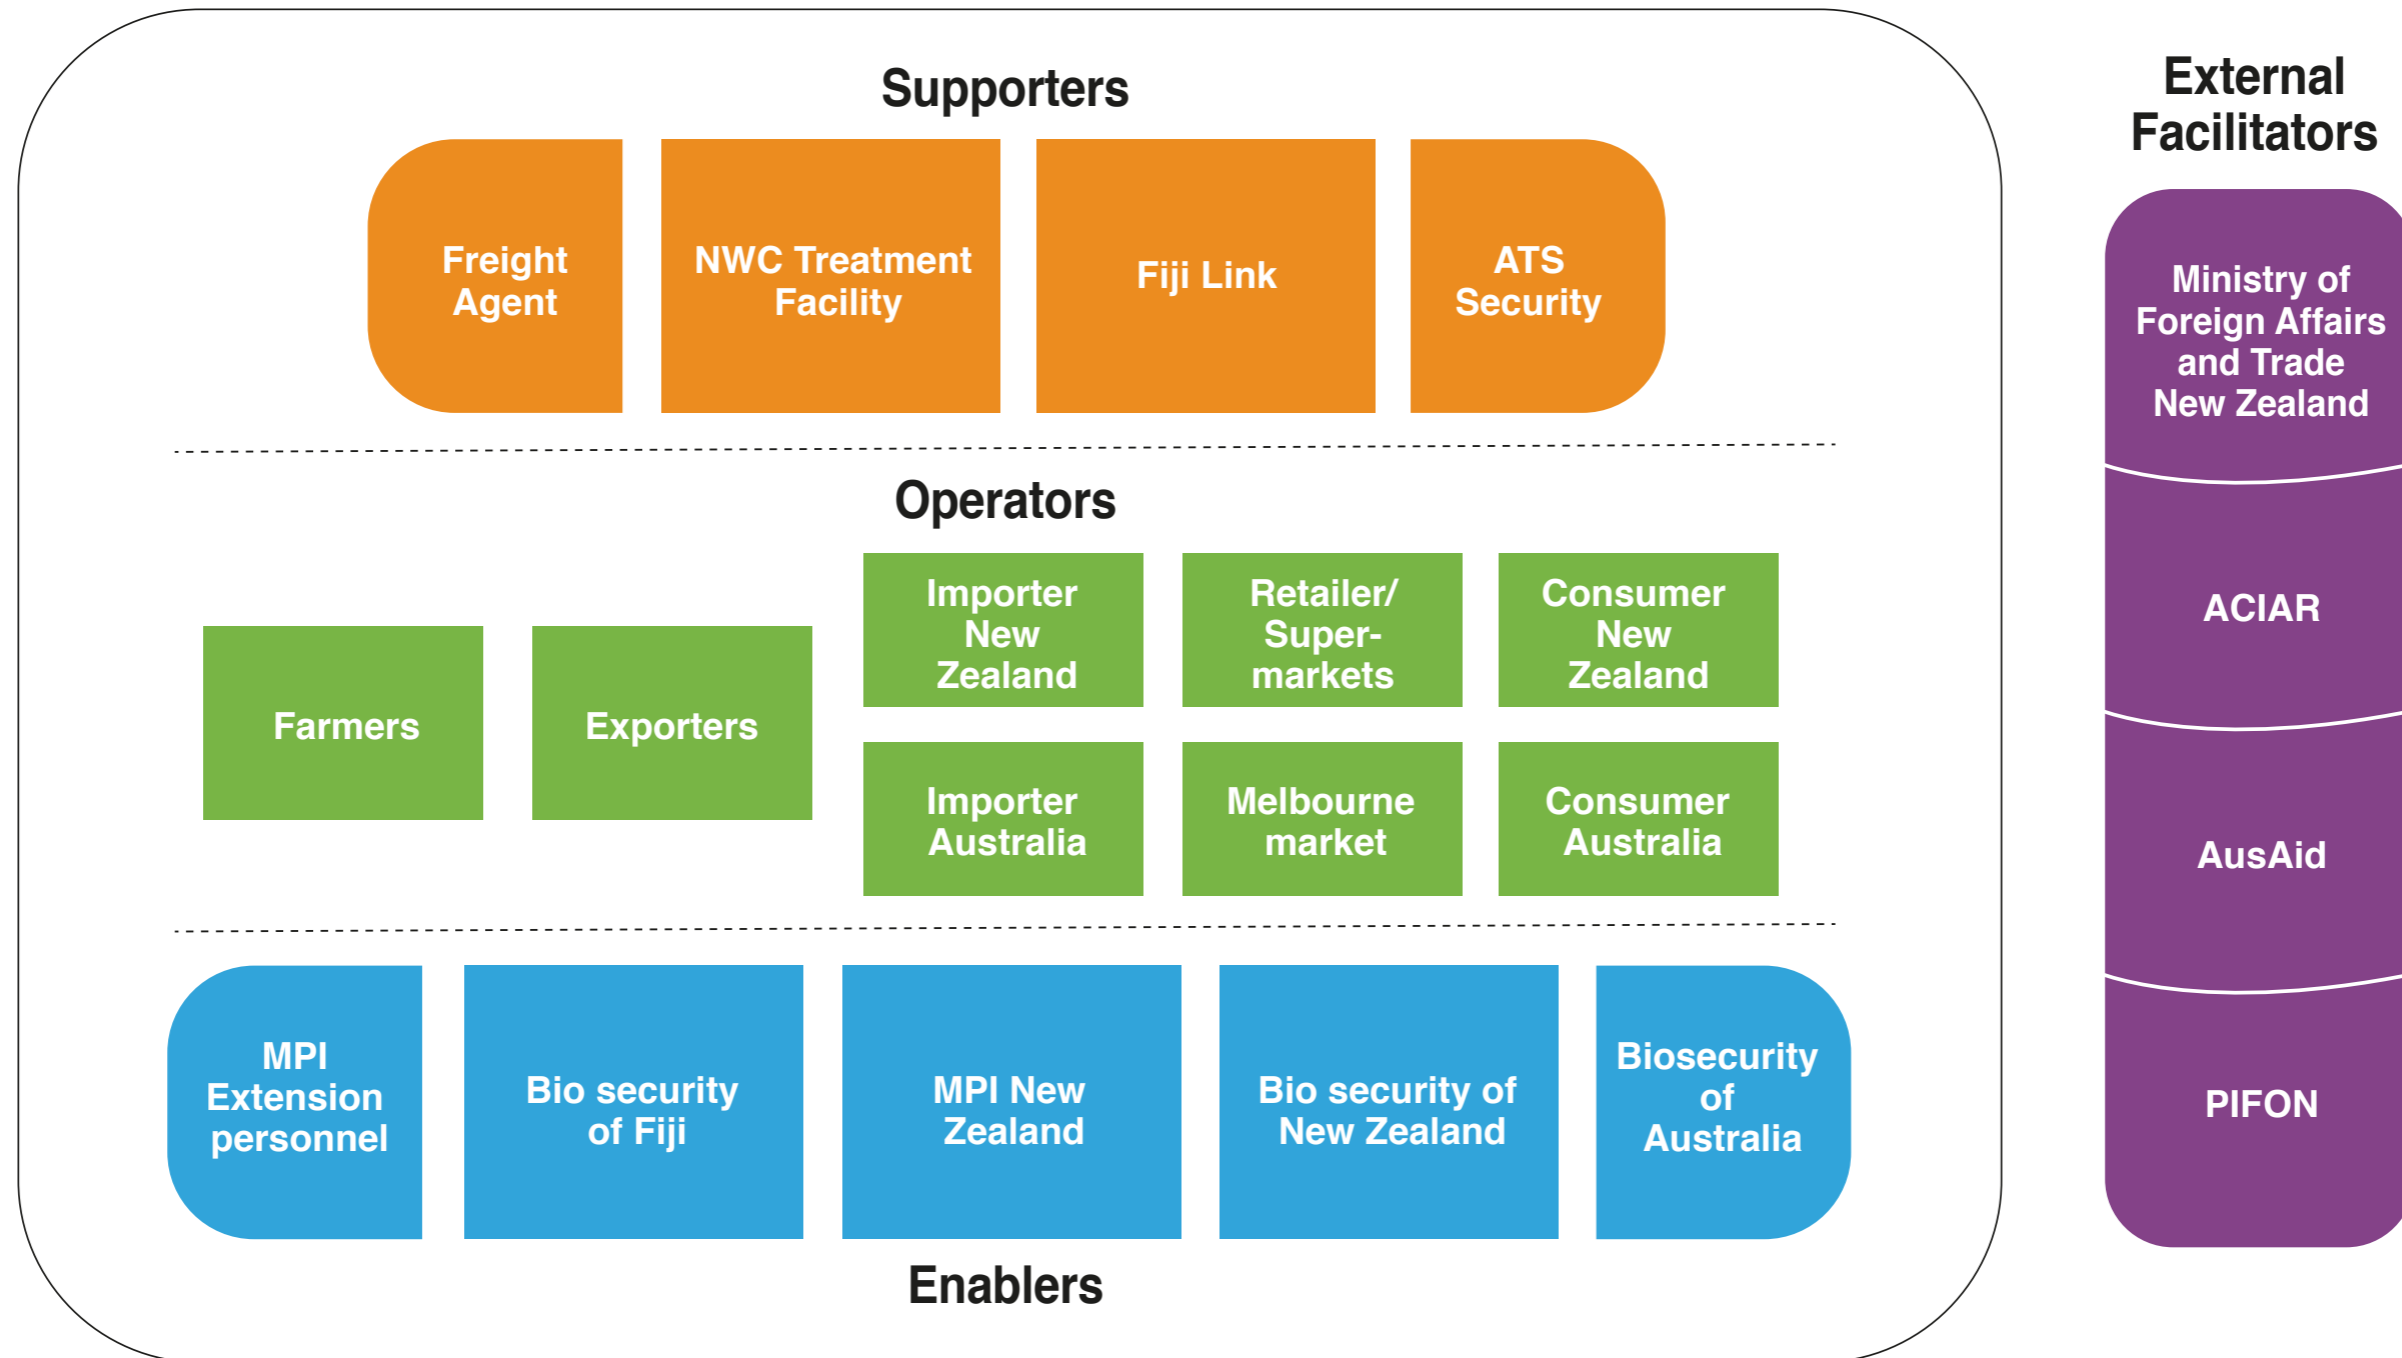 Supporters
Freight
Agent
NWC Treatment
Facility
Fiji Link
ATS
Security
Operators
Farmers
Exporters
Importer
New
Zealand
Retailer/
Super-
markets
Consumer
New
Zealand
Importer
Australia
Melbourne
market
Consumer
Australia
MPI
Extension
personnel
Bio security
of Fiji
MPI New
Zealand
Bio security of
New Zealand
Biosecurity
of
Australia
Enablers
External
Facilitators
Ministry of
Foreign Affairs
and Trade
New Zealand
ACIAR
AusAid
PIFON